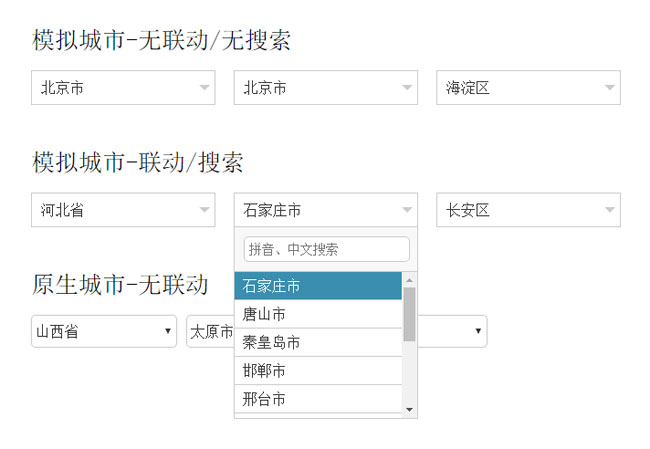 模拟城市-无联动/无搜索
北京市 北京市 海淀区
模拟城市-联动/搜索
河北省 石家庄市 长安区
拼音、中文搜索
石家庄市
唐山市
秦皇岛市
邯郸市
邢台市
原生城市-无联动
山西省 太原市